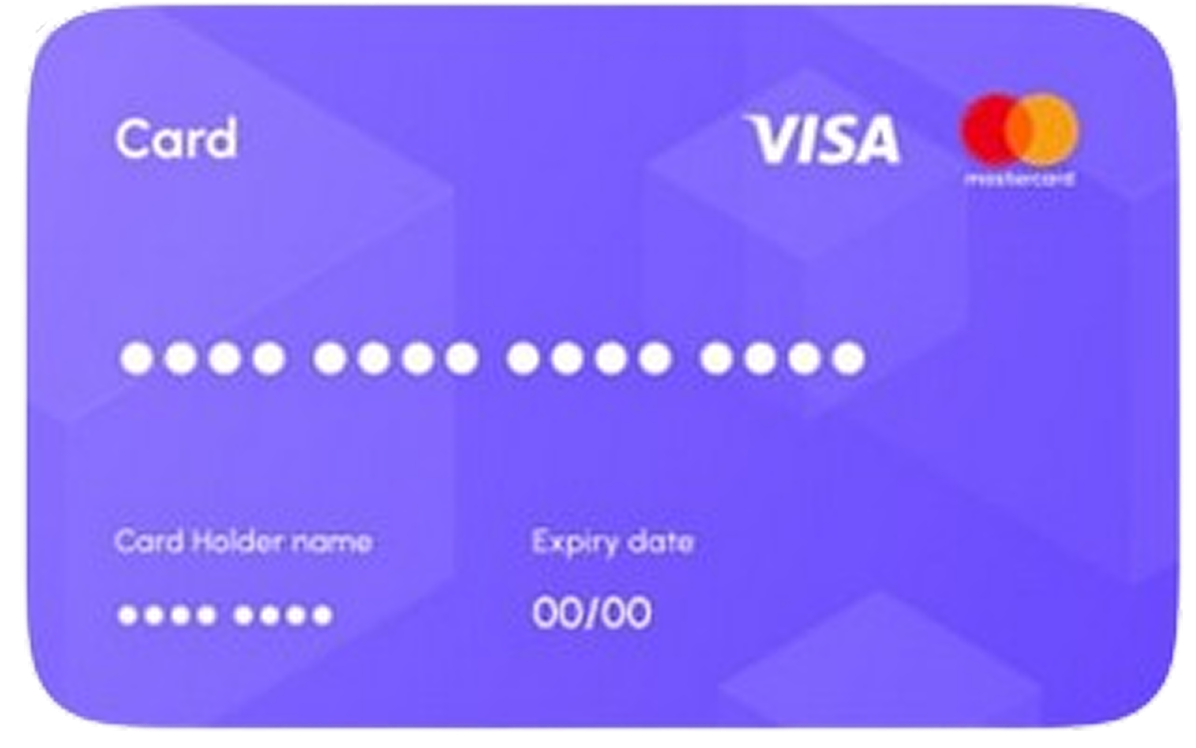 Card
VISA
mastercard
●●●● ●●●● ●●●● ●●●●
Card Holder name
Expiry date
●●●● ●●●●
00/00